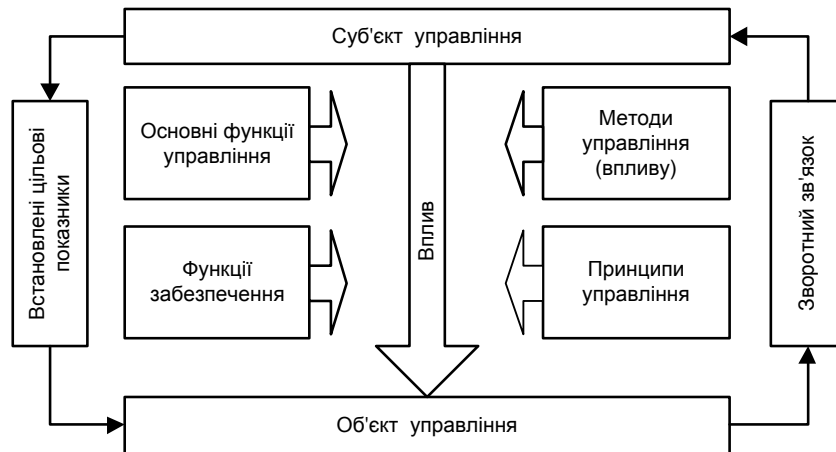 Суб'єкт управління
Основні функції
управління
Методи
управління
(впливу)
Встановлені цільові
показники
Вплив
Зворотний зв'язок
Функції
забезпечення
Принципи
управління
Об'єкт управління